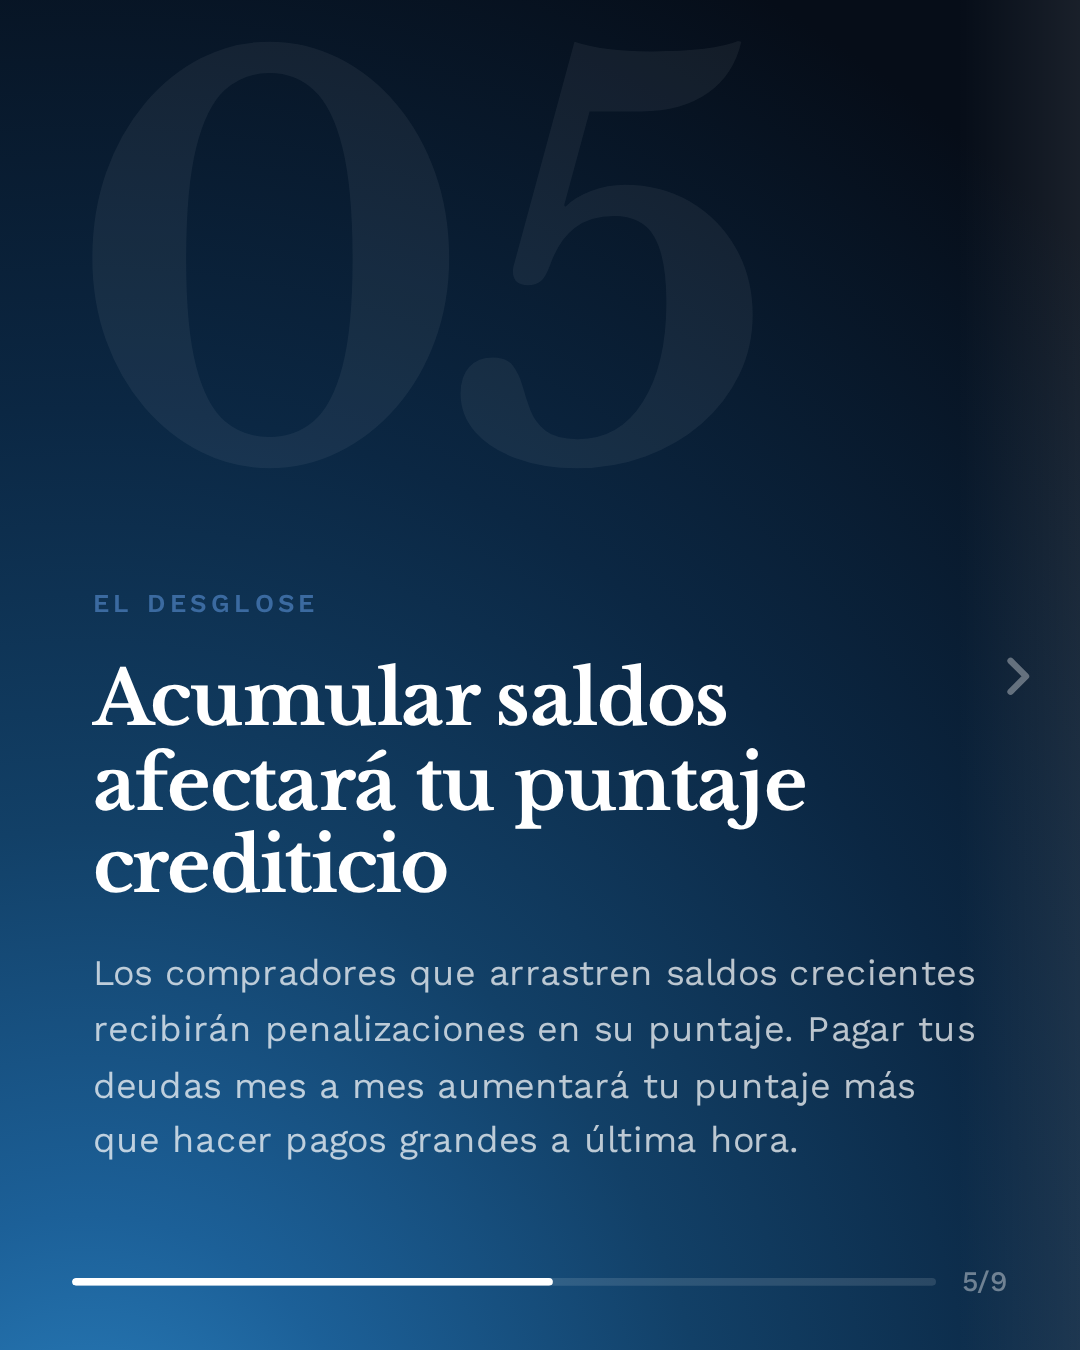 05
EL DESGLOSE
Acumular saldos
afectará tu puntaje
crediticio
Los compradores que arrastren saldos crecientes
recibirán penalizaciones en su puntaje. Pagar tus
deudas mes a mes aumentará tu puntaje más
que hacer pagos grandes a última hora.
5/9